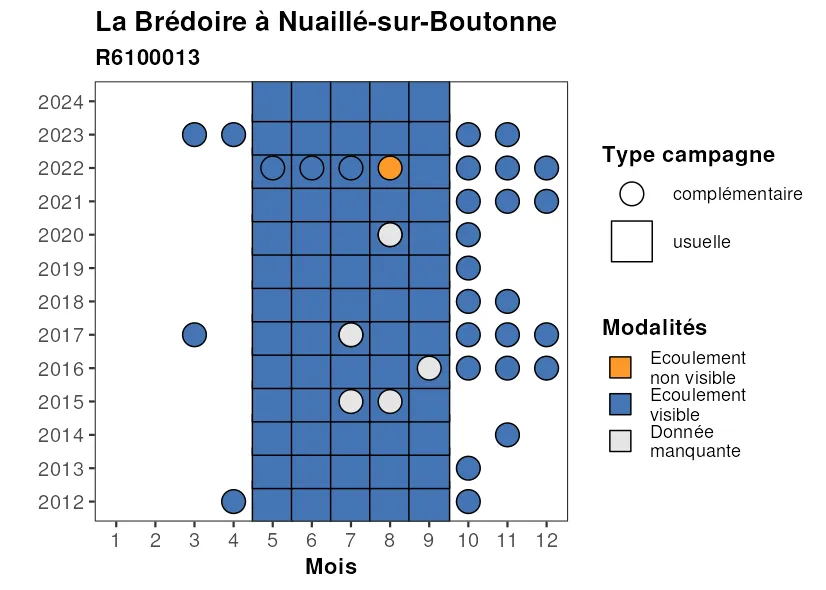 La Brédoire à Nuaillé-sur-Boutonne
R6100013
2024
2023
2022
2021
2020
2019
2018
2017
2016
2015
2014
2013
2012
1 2 3 4 5 6 7 8 9 10 11 12
Mois
Type campagne
complémentaire
usuelle
Modalités
Ecoulement
non visible
Ecoulement
visible
Donnée
manquante